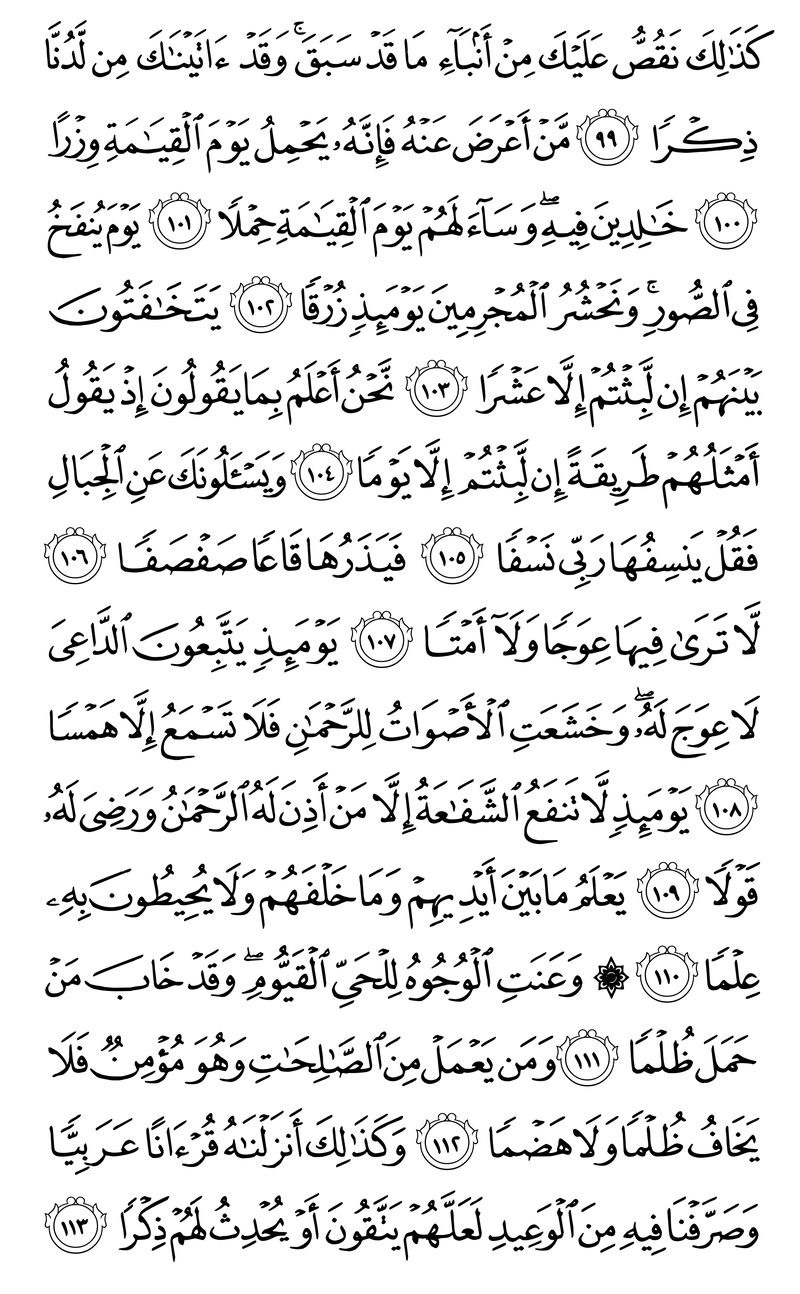 كَذَٰلِكَ نَقُصُّ عَلَيْكَ مِنْ أَنۢبَآءِ مَا قَدْ سَبَقَ ۚ وَقَدْ ءَاتَيْنَٰكَ مِن لَّدُنَّا
ذِكْرًا ٩٩ مَّنْ أَعْرَضَ عَنْهُ فَإِنَّهُۥ يَحْمِلُ يَوْمَ ٱلْقِيَٰمَةِ وِزْرًا
١٠٠ خَٰلِدِينَ فِيهِ ۖ وَسَآءَ لَهُمْ يَوْمَ ٱلْقِيَٰمَةِ حِمْلًا ١٠١ يَوْمَ يُنفَخُ
فِى ٱلصُّورِ ۚ وَنَحْشُرُ ٱلْمُجْرِمِينَ يَوْمَئِذٍ زُرْقًا ١٠٢ يَتَخَٰفَتُونَ
بَيْنَهُمْ إِن لَّبِثْتُمْ إِلَّا عَشْرًا ١٠٣ نَّحْنُ أَعْلَمُ بِمَا يَقُولُونَ إِذْ يَقُولُ
أَمْثَلُهُمْ طَرِيقَةً إِن لَّبِثْتُمْ إِلَّا يَوْمًا ١٠٤ وَيَسْـَٔلُونَكَ عَنِ ٱلْجِبَالِ
فَقُلْ يَنسِفُهَا رَبِّى نَسْفًا ١٠٥ فَيَذَرُهَا قَاعًا صَفْصَفًا ١٠٦
لَّا تَرَىٰ فِيهَا عِوَجًا وَلَآ أَمْتًا ١٠٧ يَوْمَئِذٍ يَتَّبِعُونَ ٱلدَّاعِىَ
لَا عِوَجَ لَهُۥ ۖ وَخَشَعَتِ ٱلْأَصْوَاتُ لِلرَّحْمَٰنِ فَلَا تَسْمَعُ إِلَّا هَمْسًا
١٠٨ يَوْمَئِذٍ لَّا تَنفَعُ ٱلشَّفَٰعَةُ إِلَّا مَنْ أَذِنَ لَهُ ٱلرَّحْمَٰنُ وَرَضِىَ لَهُۥ
قَوْلًا ١٠٩ يَعْلَمُ مَا بَيْنَ أَيْدِيهِمْ وَمَا خَلْفَهُمْ وَلَا يُحِيطُونَ بِهِۦ
عِلْمًا ١١٠ ۞ وَعَنَتِ ٱلْوُجُوهُ لِلْحَىِّ ٱلْقَيُّومِ ۖ وَقَدْ خَابَ مَنْ
حَمَلَ ظُلْمًا ١١١ وَمَن يَعْمَلْ مِنَ ٱلصَّٰلِحَٰتِ وَهُوَ مُؤْمِنٌ فَلَا
يَخَافُ ظُلْمًا وَلَا هَضْمًا ١١٢ وَكَذَٰلِكَ أَنزَلْنَٰهُ قُرْءَانًا عَرَبِيًّا
وَصَرَّفْنَا فِيهِ مِنَ ٱلْوَعِيدِ لَعَلَّهُمْ يَتَّقُونَ أَوْ يُحْدِثُ لَهُمْ ذِكْرًا ١١٣